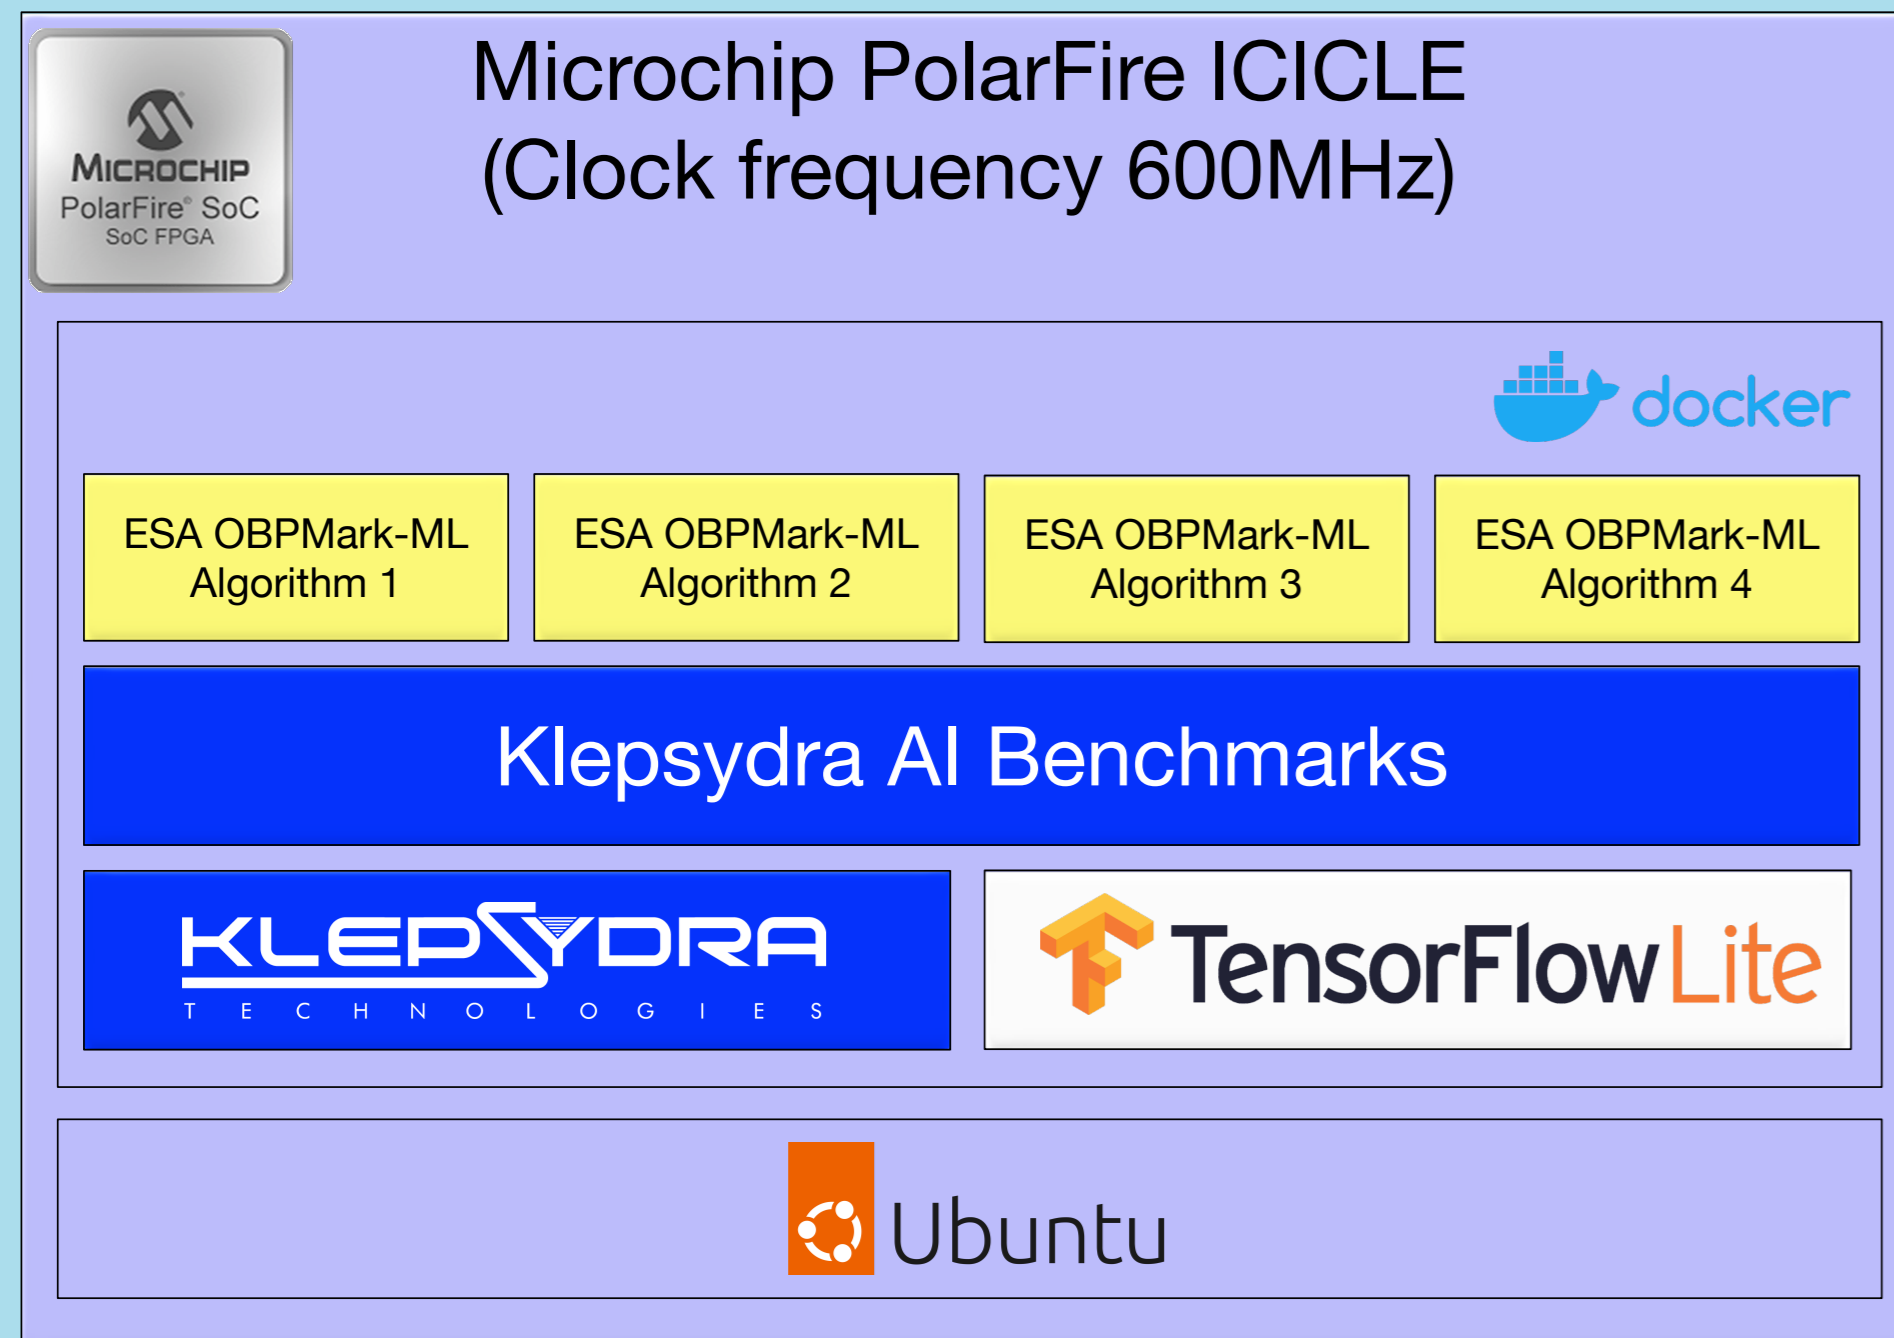 Microchip PolarFire ICICLE
(Clock frequency 600MHz)
MICROCHIP
PolarFire® SoC
SoC FPGA
docker
ESA OBPMark-ML
Algorithm 1
ESA OBPMark-ML
Algorithm 2
ESA OBPMark-ML
Algorithm 3
ESA OBPMark-ML
Algorithm 4
Klepsydra AI Benchmarks
KLEPSYDRA
TECHNOLOGIES
TensorFlow Lite
Ubuntu